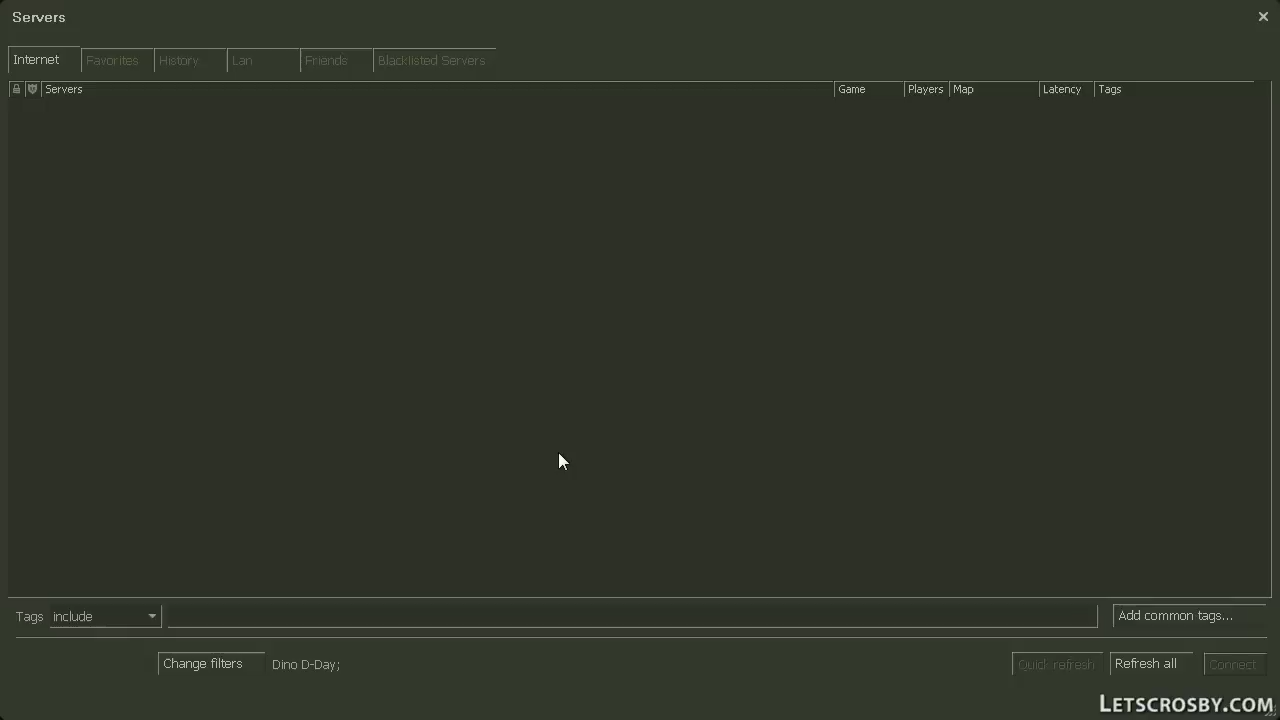 Servers
Internet Favorites History Lan Friends Blacklisted Servers
Servers Game Players Map Latency Tags
Tags include Add common tags...
Change filters Dino D-Day; Quick refresh Refresh all Connect
LETSCROSBY.COM